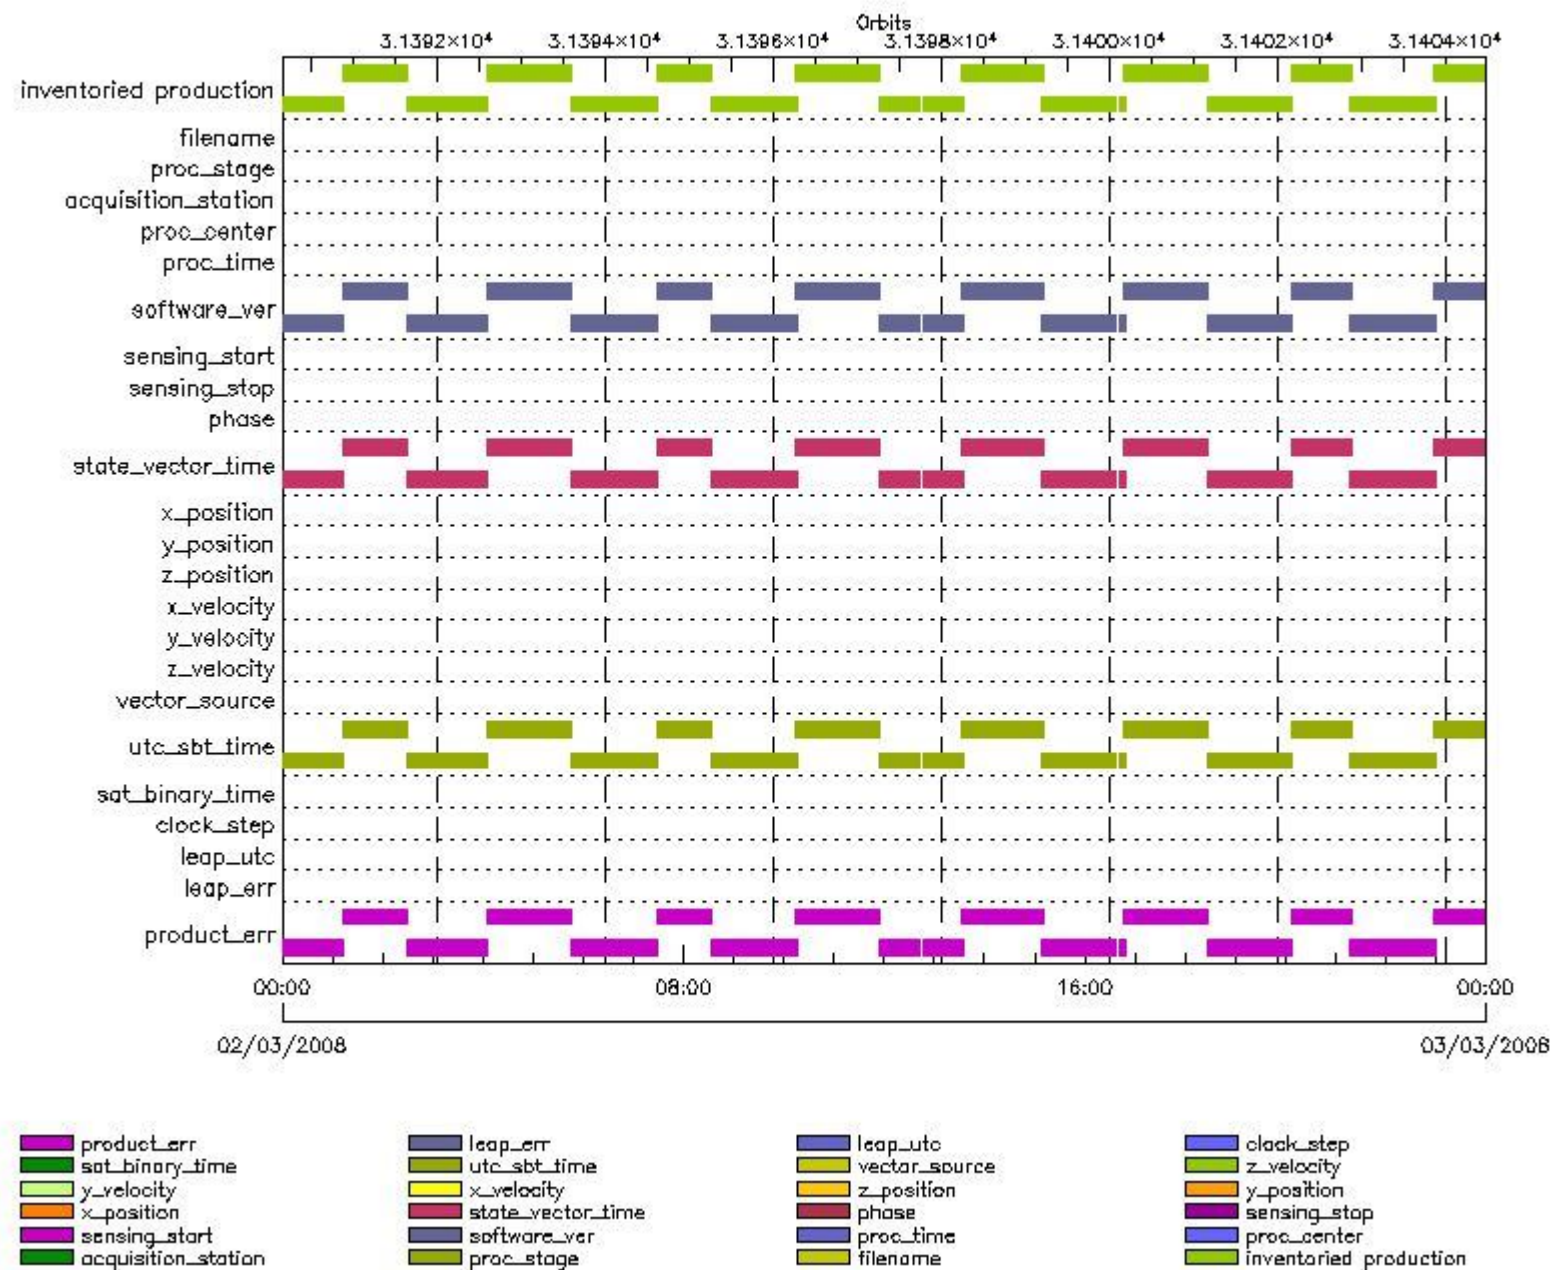 Orbits
3.1392×10⁴ 3.1394×10⁴ 3.1396×10⁴ 3.1398×10⁴ 3.1400×10⁴ 3.1402×10⁴ 3.1404×10⁴
inventoried production
filename
proc_stage
acquisition_station
proc_center
proc_time
software_ver
sensing_start
sensing_stop
phase
state_vector_time
x_position
y_position
z_position
x_velocity
y_velocity
z_velocity
vector_source
utc_sbt_time
sat_binary_time
clock_step
leap_utc
leap_err
product_err
00:00 08:00 16:00 00:00
02/03/2008 03/03/2008
product_err leap_err leap_utc clock_step
sat_binary_time utc_sbt_time vector_source z_velocity
y_velocity x_velocity z_position y_position
x_position state_vector_time phase sensing_stop
sensing_start software_ver proc_time proc_center
acquisition_station proc_stage filename inventoried production